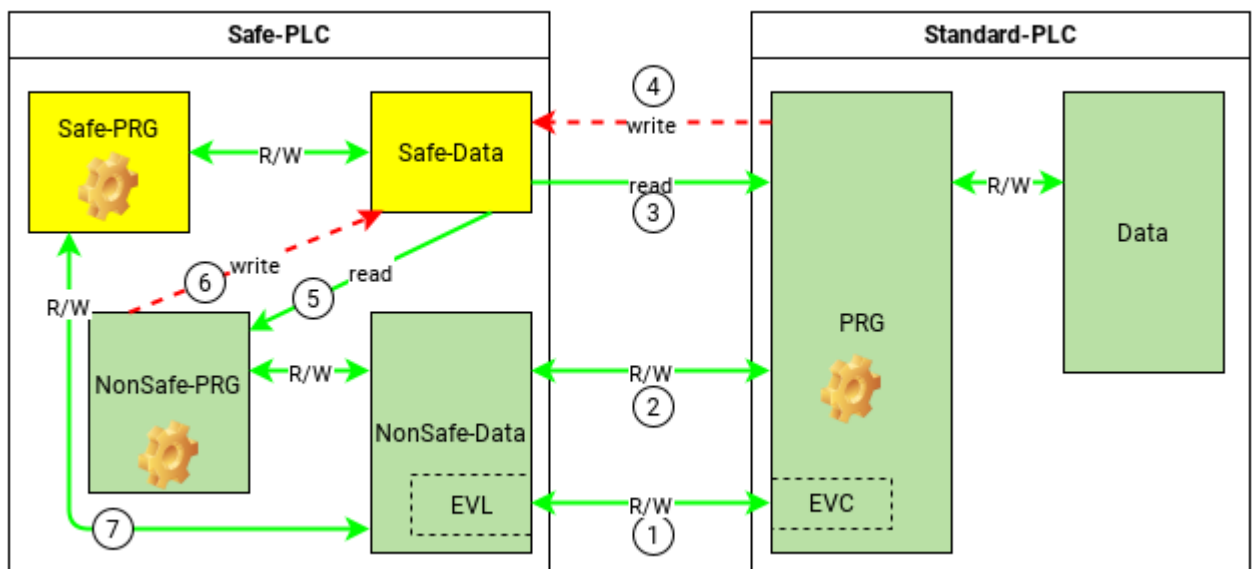 Safe-PLC
Standard-PLC
4
write
Safe-PRG
R/W
Safe-Data
read
3
R/W
Data
6
write
5
read
R/W
NonSafe-PRG
R/W
NonSafe-Data
R/W
2
PRG
EVL
R/W
1
EVC
7